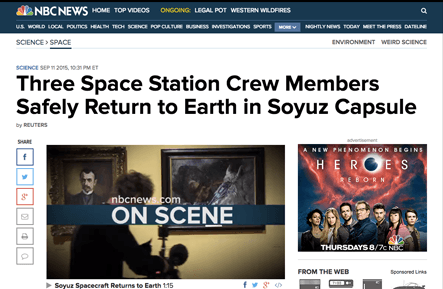 NBC NEWS HOME TOP VIDEOS ONGOING: LEGAL POT WESTERN WILDFIRES
U.S. WORLD LOCAL POLITICS HEALTH TECH SCIENCE POP CULTURE BUSINESS INVESTIGATIONS SPORTS MORE NIGHTLY NEWS TODAY MEET THE PRESS DATELINE
SCIENCE › SPACE ENVIRONMENT WEIRD SCIENCE
SCIENCE SEP 11 2015, 10:31 PM ET
Three Space Station Crew Members
Safely Return to Earth in Soyuz Capsule
by REUTERS
SHARE
f
g+
nbcnews.com
ON SCENE
Soyuz Spacecraft Returns to Earth 1:15
advertisement
A NEW PHENOMENON BEGINS
HEROES
REBORN
THURSDAYS 8/7c NBC
FROM THE WEB Sponsored Links